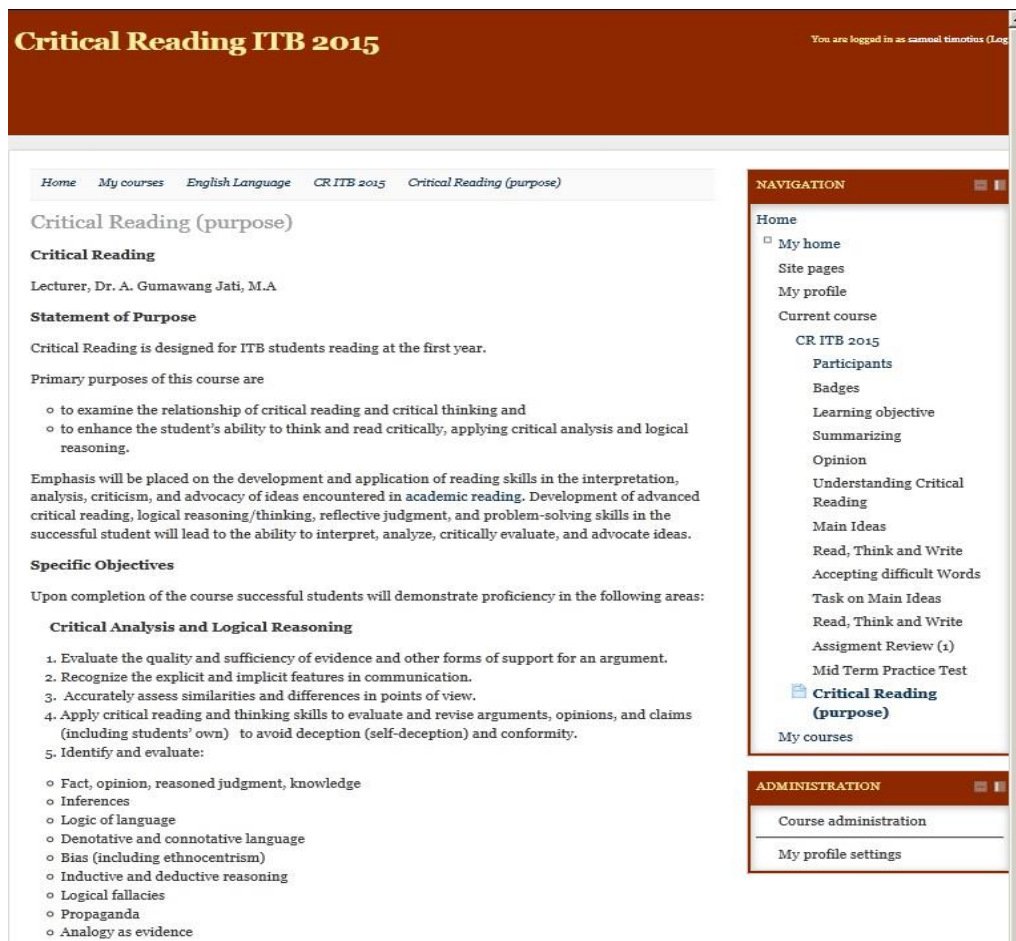 Critical Reading ITB 2015
You are logged in as samuel timotius (Log
Home My courses English Language CR ITB 2015 Critical Reading (purpose)
Critical Reading (purpose)
Critical Reading
Lecturer, Dr. A. Gumawang Jati, M.A
Statement of Purpose
Critical Reading is designed for ITB students reading at the first year.
Primary purposes of this course are
to examine the relationship of critical reading and critical thinking and
to enhance the student's ability to think and read critically, applying critical analysis and logical
reasoning.
Emphasis will be placed on the development and application of reading skills in the interpretation,
analysis, criticism, and advocacy of ideas encountered in academic reading. Development of advanced
critical reading, logical reasoning/thinking, reflective judgment, and problem-solving skills in the
successful student will lead to the ability to interpret, analyze, critically evaluate, and advocate ideas.
Specific Objectives
Upon completion of the course successful students will demonstrate proficiency in the following areas:
Critical Analysis and Logical Reasoning
1. Evaluate the quality and sufficiency of evidence and other forms of support for an argument.
2. Recognize the explicit and implicit features in communication.
3. Accurately assess similarities and differences in points of view.
4. Apply critical reading and thinking skills to evaluate and revise arguments, opinions, and claims
(including students' own) to avoid deception (self-deception) and conformity.
5. Identify and evaluate:
Fact, opinion, reasoned judgment, knowledge
Inferences
Logic of language
Denotative and connotative language
Bias (including ethnocentrism)
Inductive and deductive reasoning
Logical fallacies
Propaganda
Analogy as evidence
NAVIGATION
Home
My home
Site pages
My profile
Current course
CR ITB 2015
Participants
Badges
Learning objective
Summarizing
Opinion
Understanding Critical
Reading
Main Ideas
Read, Think and Write
Accepting difficult Words
Task on Main Ideas
Read, Think and Write
Assigment Review (1)
Mid Term Practice Test
Critical Reading
(purpose)
My courses
ADMINISTRATION
Course administration
My profile settings